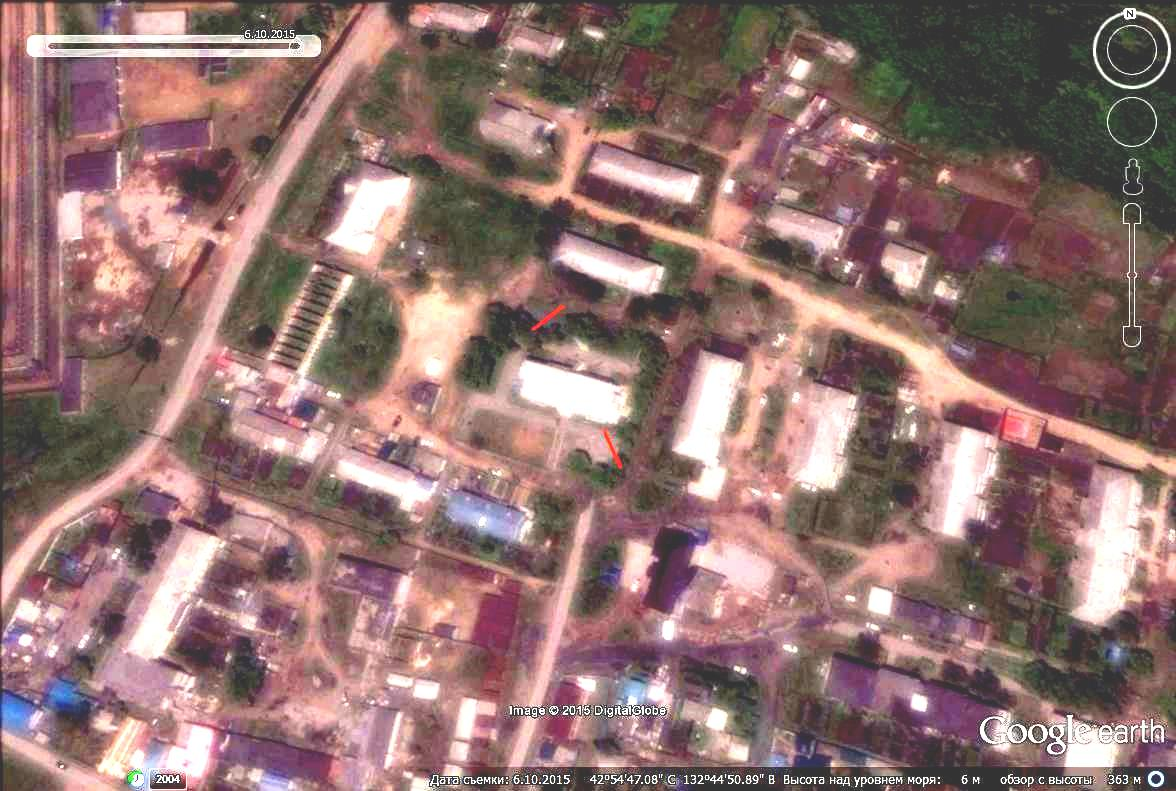 6.10.2015
N
Image © 2015 DigitalGlobe
Google earth
2004
Дата съемки: 6.10.2015 42°54'47.08" С 132°44'50.89" В Высота над уровнем моря: 6 м обзор с высоты 363 м